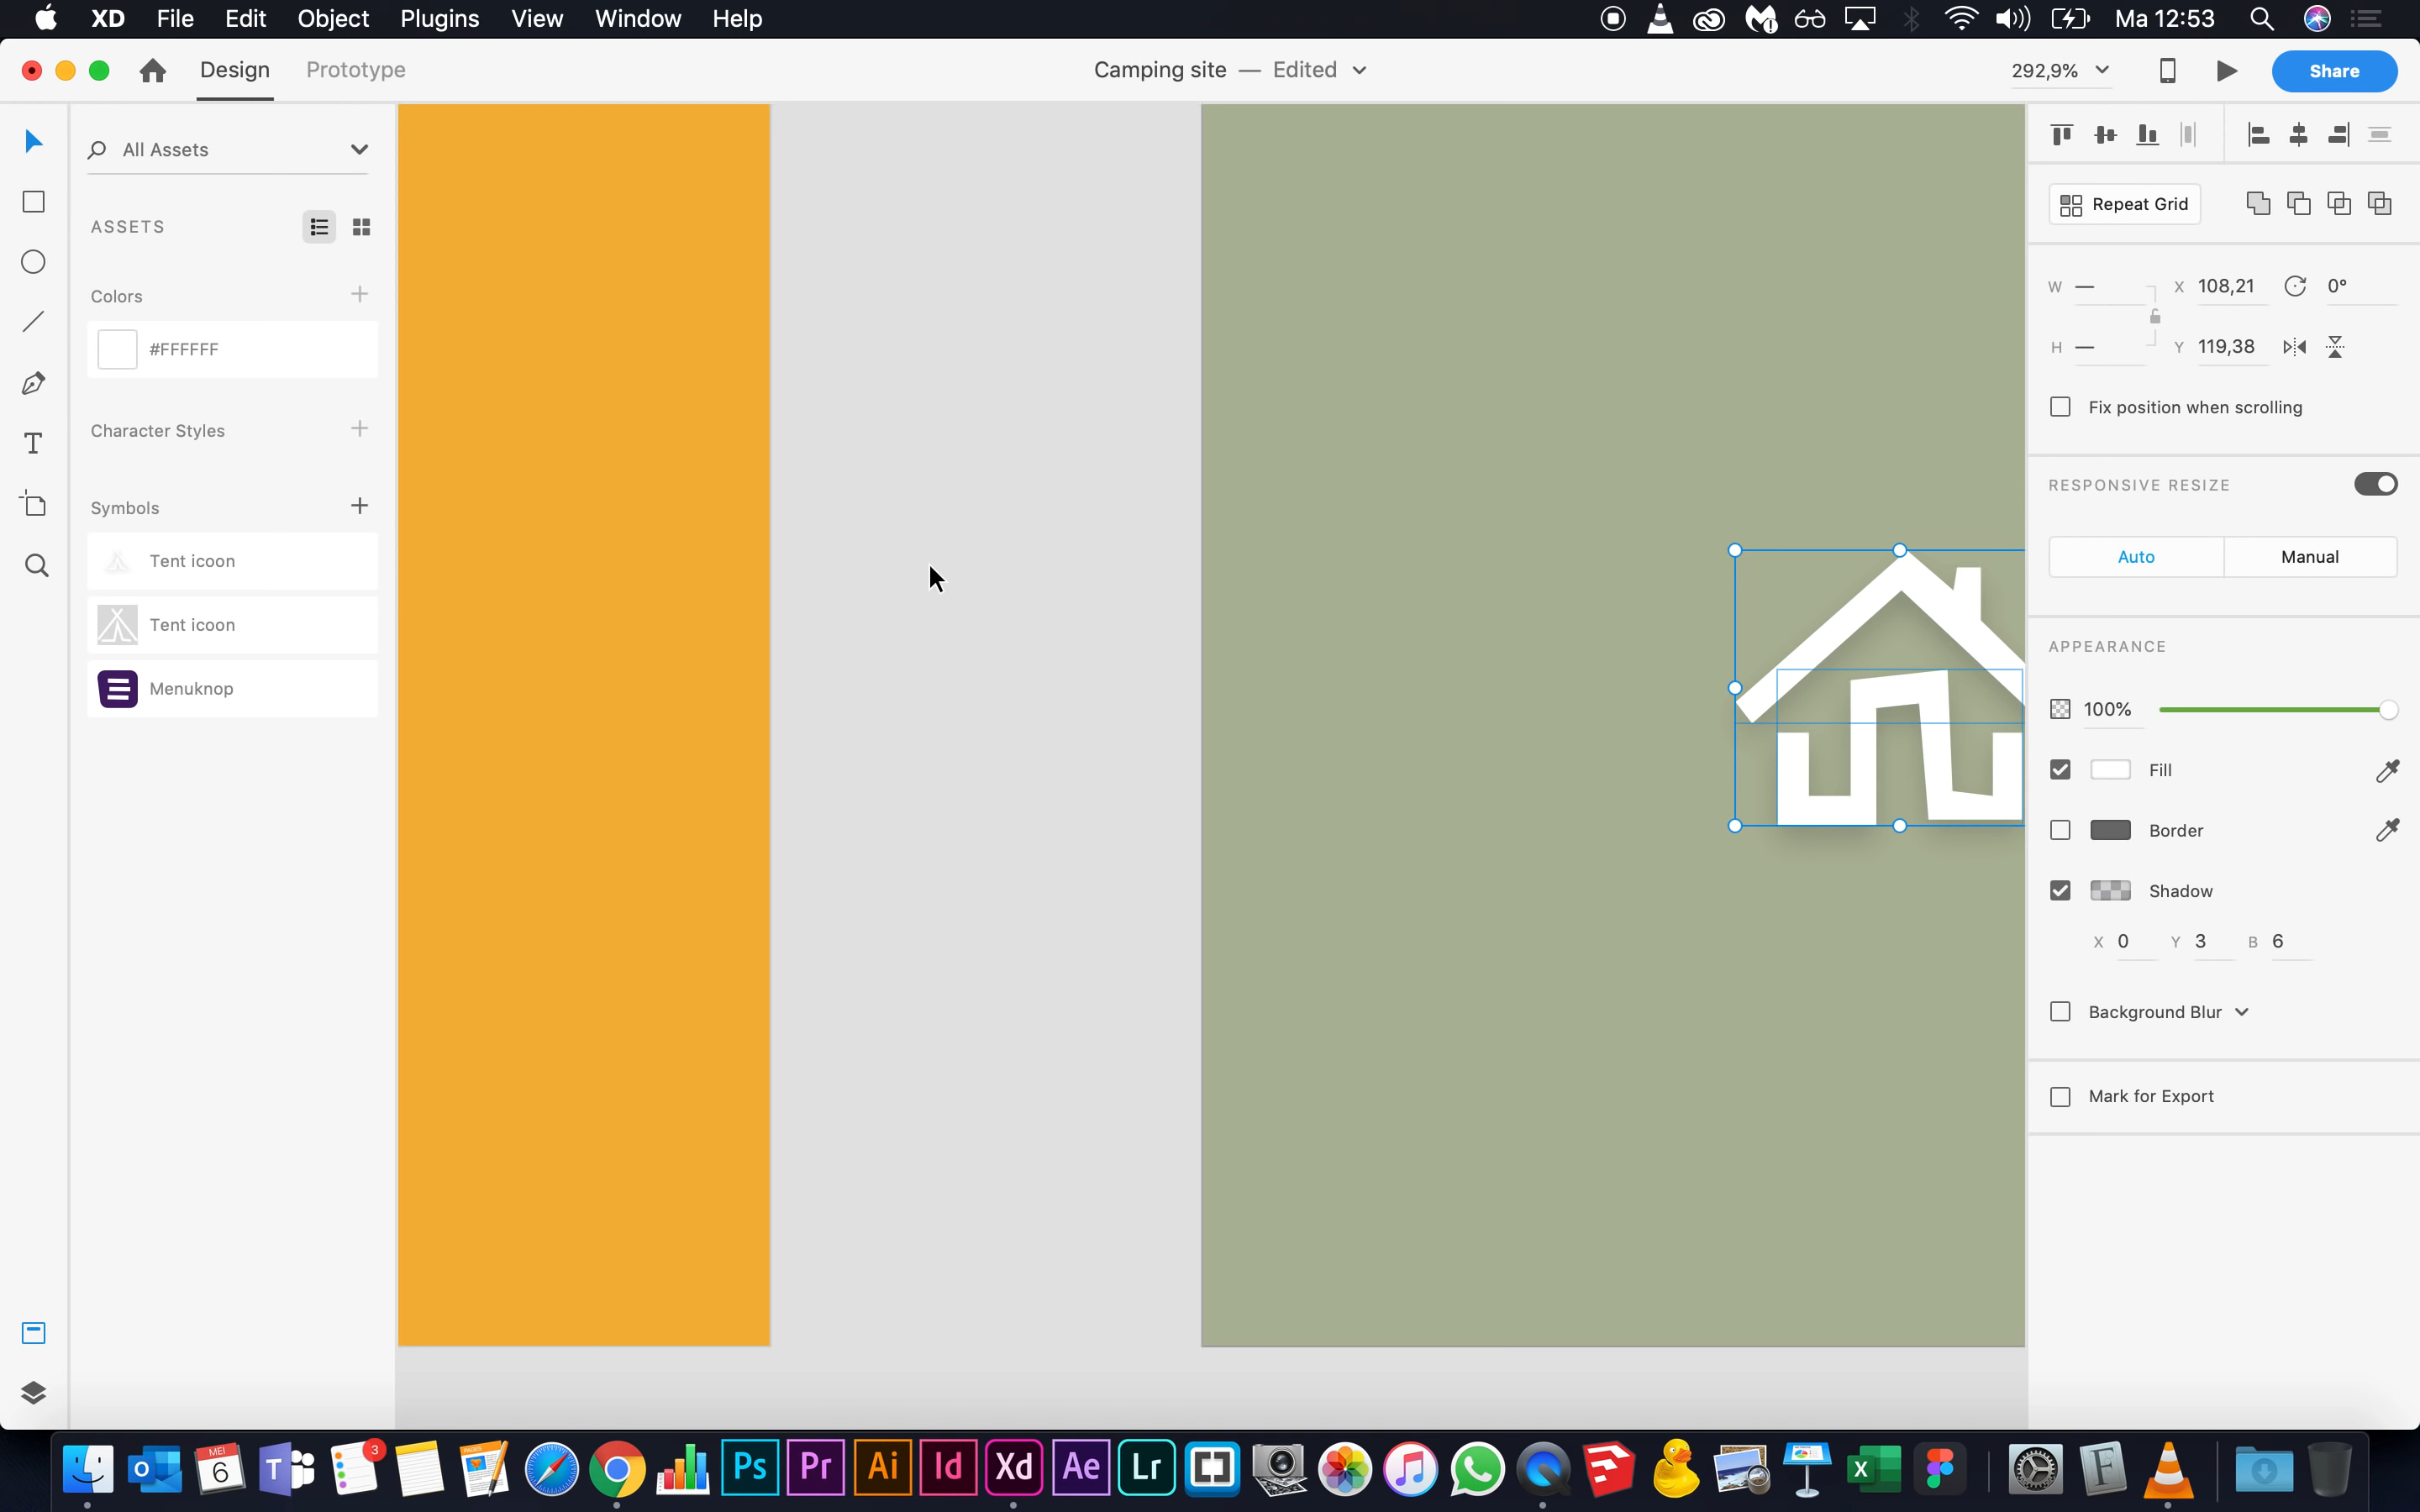 XD File Edit Object Plugins View Window Help Ma 12:53
Design Prototype Camping site — Edited 292,9% Share
All Assets
ASSETS
Colors
#FFFFFF
Character Styles
Symbols
Tent icoon
Tent icoon
Menuknop
Repeat Grid
W — X 108,21 0°
H — Y 119,38
Fix position when scrolling
RESPONSIVE RESIZE
Auto Manual
APPEARANCE
100%
Fill
Border
Shadow
X 0 Y 3 B 6
Background Blur
Mark for Export
MEI 6 3 PAGES Ps Pr Ai Id Xd Ae Lr